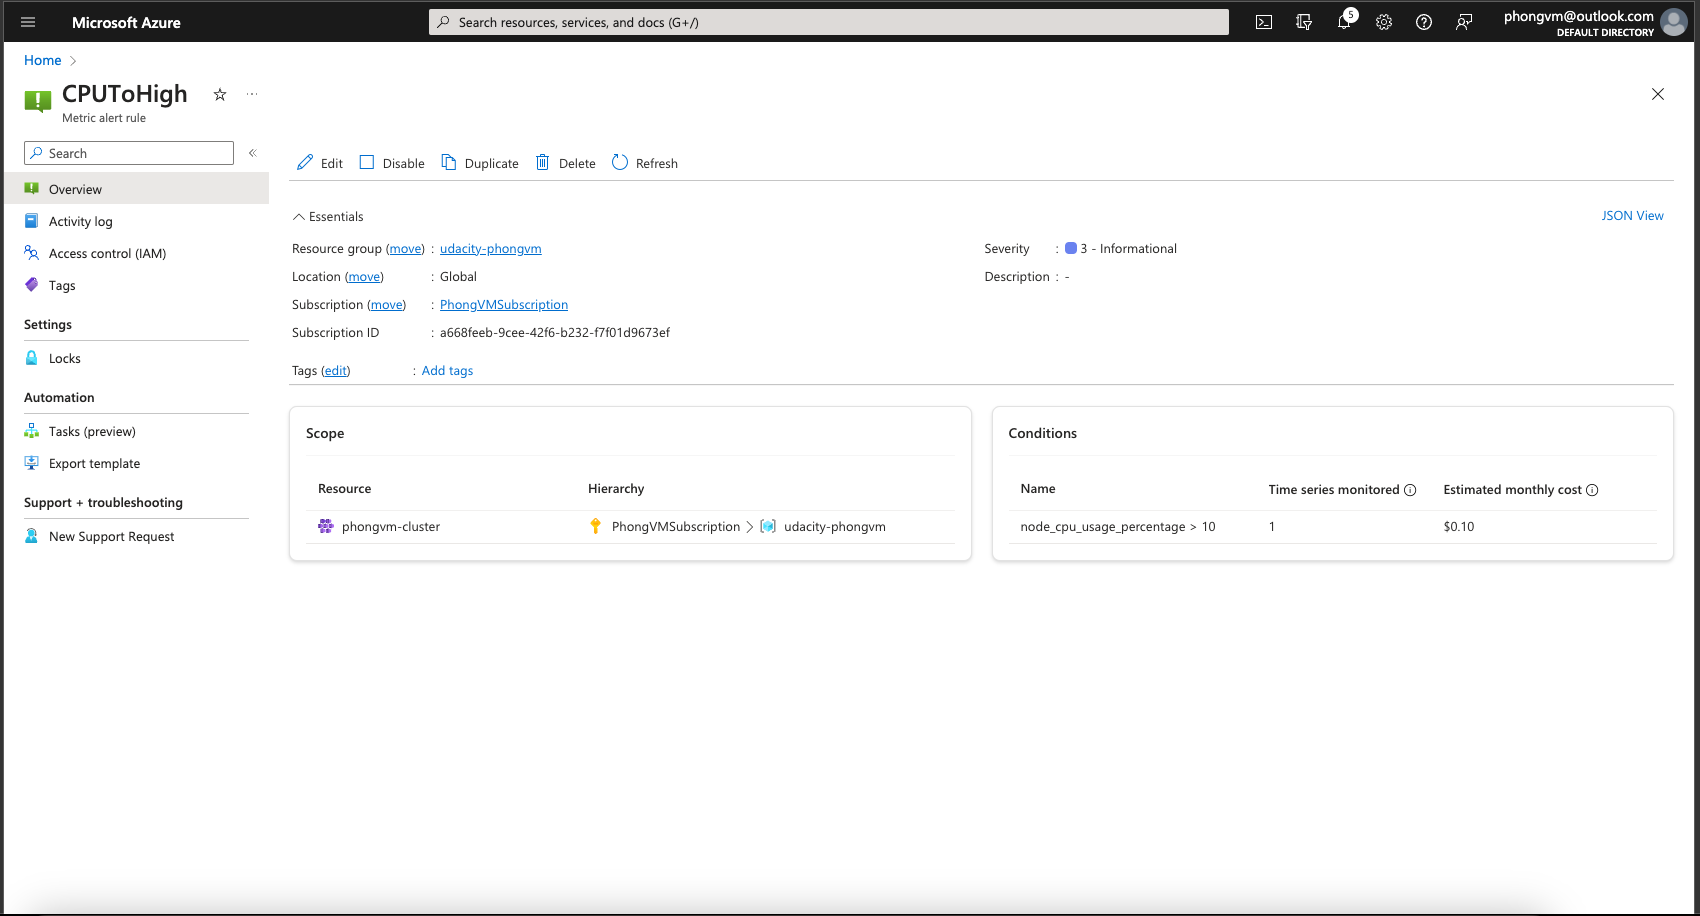 Microsoft Azure
Search resources, services, and docs (G+/)
5
phongvm@outlook.com
DEFAULT DIRECTORY
Home
CPUToHigh
Metric alert rule
Search
Overview
Activity log
Access control (IAM)
Tags
Settings
Locks
Automation
Tasks (preview)
Export template
Support + troubleshooting
New Support Request
Edit
Disable
Duplicate
Delete
Refresh
Essentials
JSON View
Resource group (move) : udacity-phongvm
Location (move) : Global
Subscription (move) : PhongVMSubscription
Subscription ID : a668feeb-9cee-42f6-b232-f7f01d9673ef
Severity : 3 - Informational
Description : -
Tags (edit) : Add tags
Scope
Resource Hierarchy
phongvm-cluster PhongVMSubscription > udacity-phongvm
Conditions
Name Time series monitored Estimated monthly cost
node_cpu_usage_percentage > 10 1 $0.10